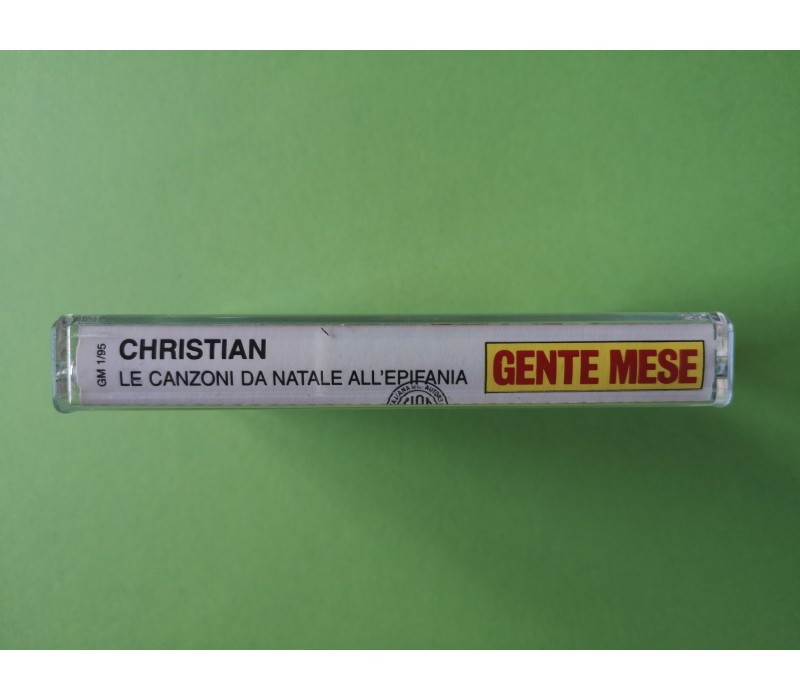 GM 1/95
CHRISTIAN
LE CANZONI DA NATALE ALL'EPIFANIA
GENTE MESE